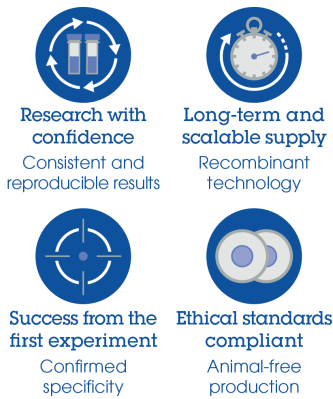 Research with
confidence
Consistent and
reproducible results
Long-term and
scalable supply
Recombinant
technology
Success from the
first experiment
Confirmed
specificity
Ethical standards
compliant
Animal-free
production